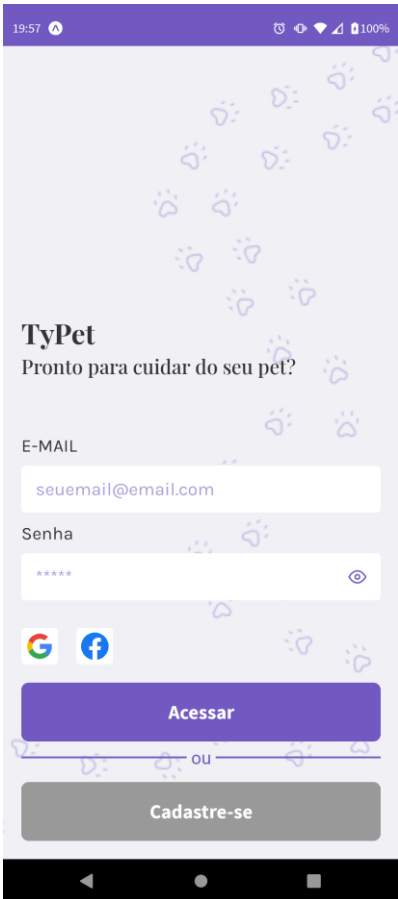 19:57 100%
TyPet
Pronto para cuidar do seu pet?
E-MAIL
seuemail@email.com
Senha
*****
Acessar
ou
Cadastre-se